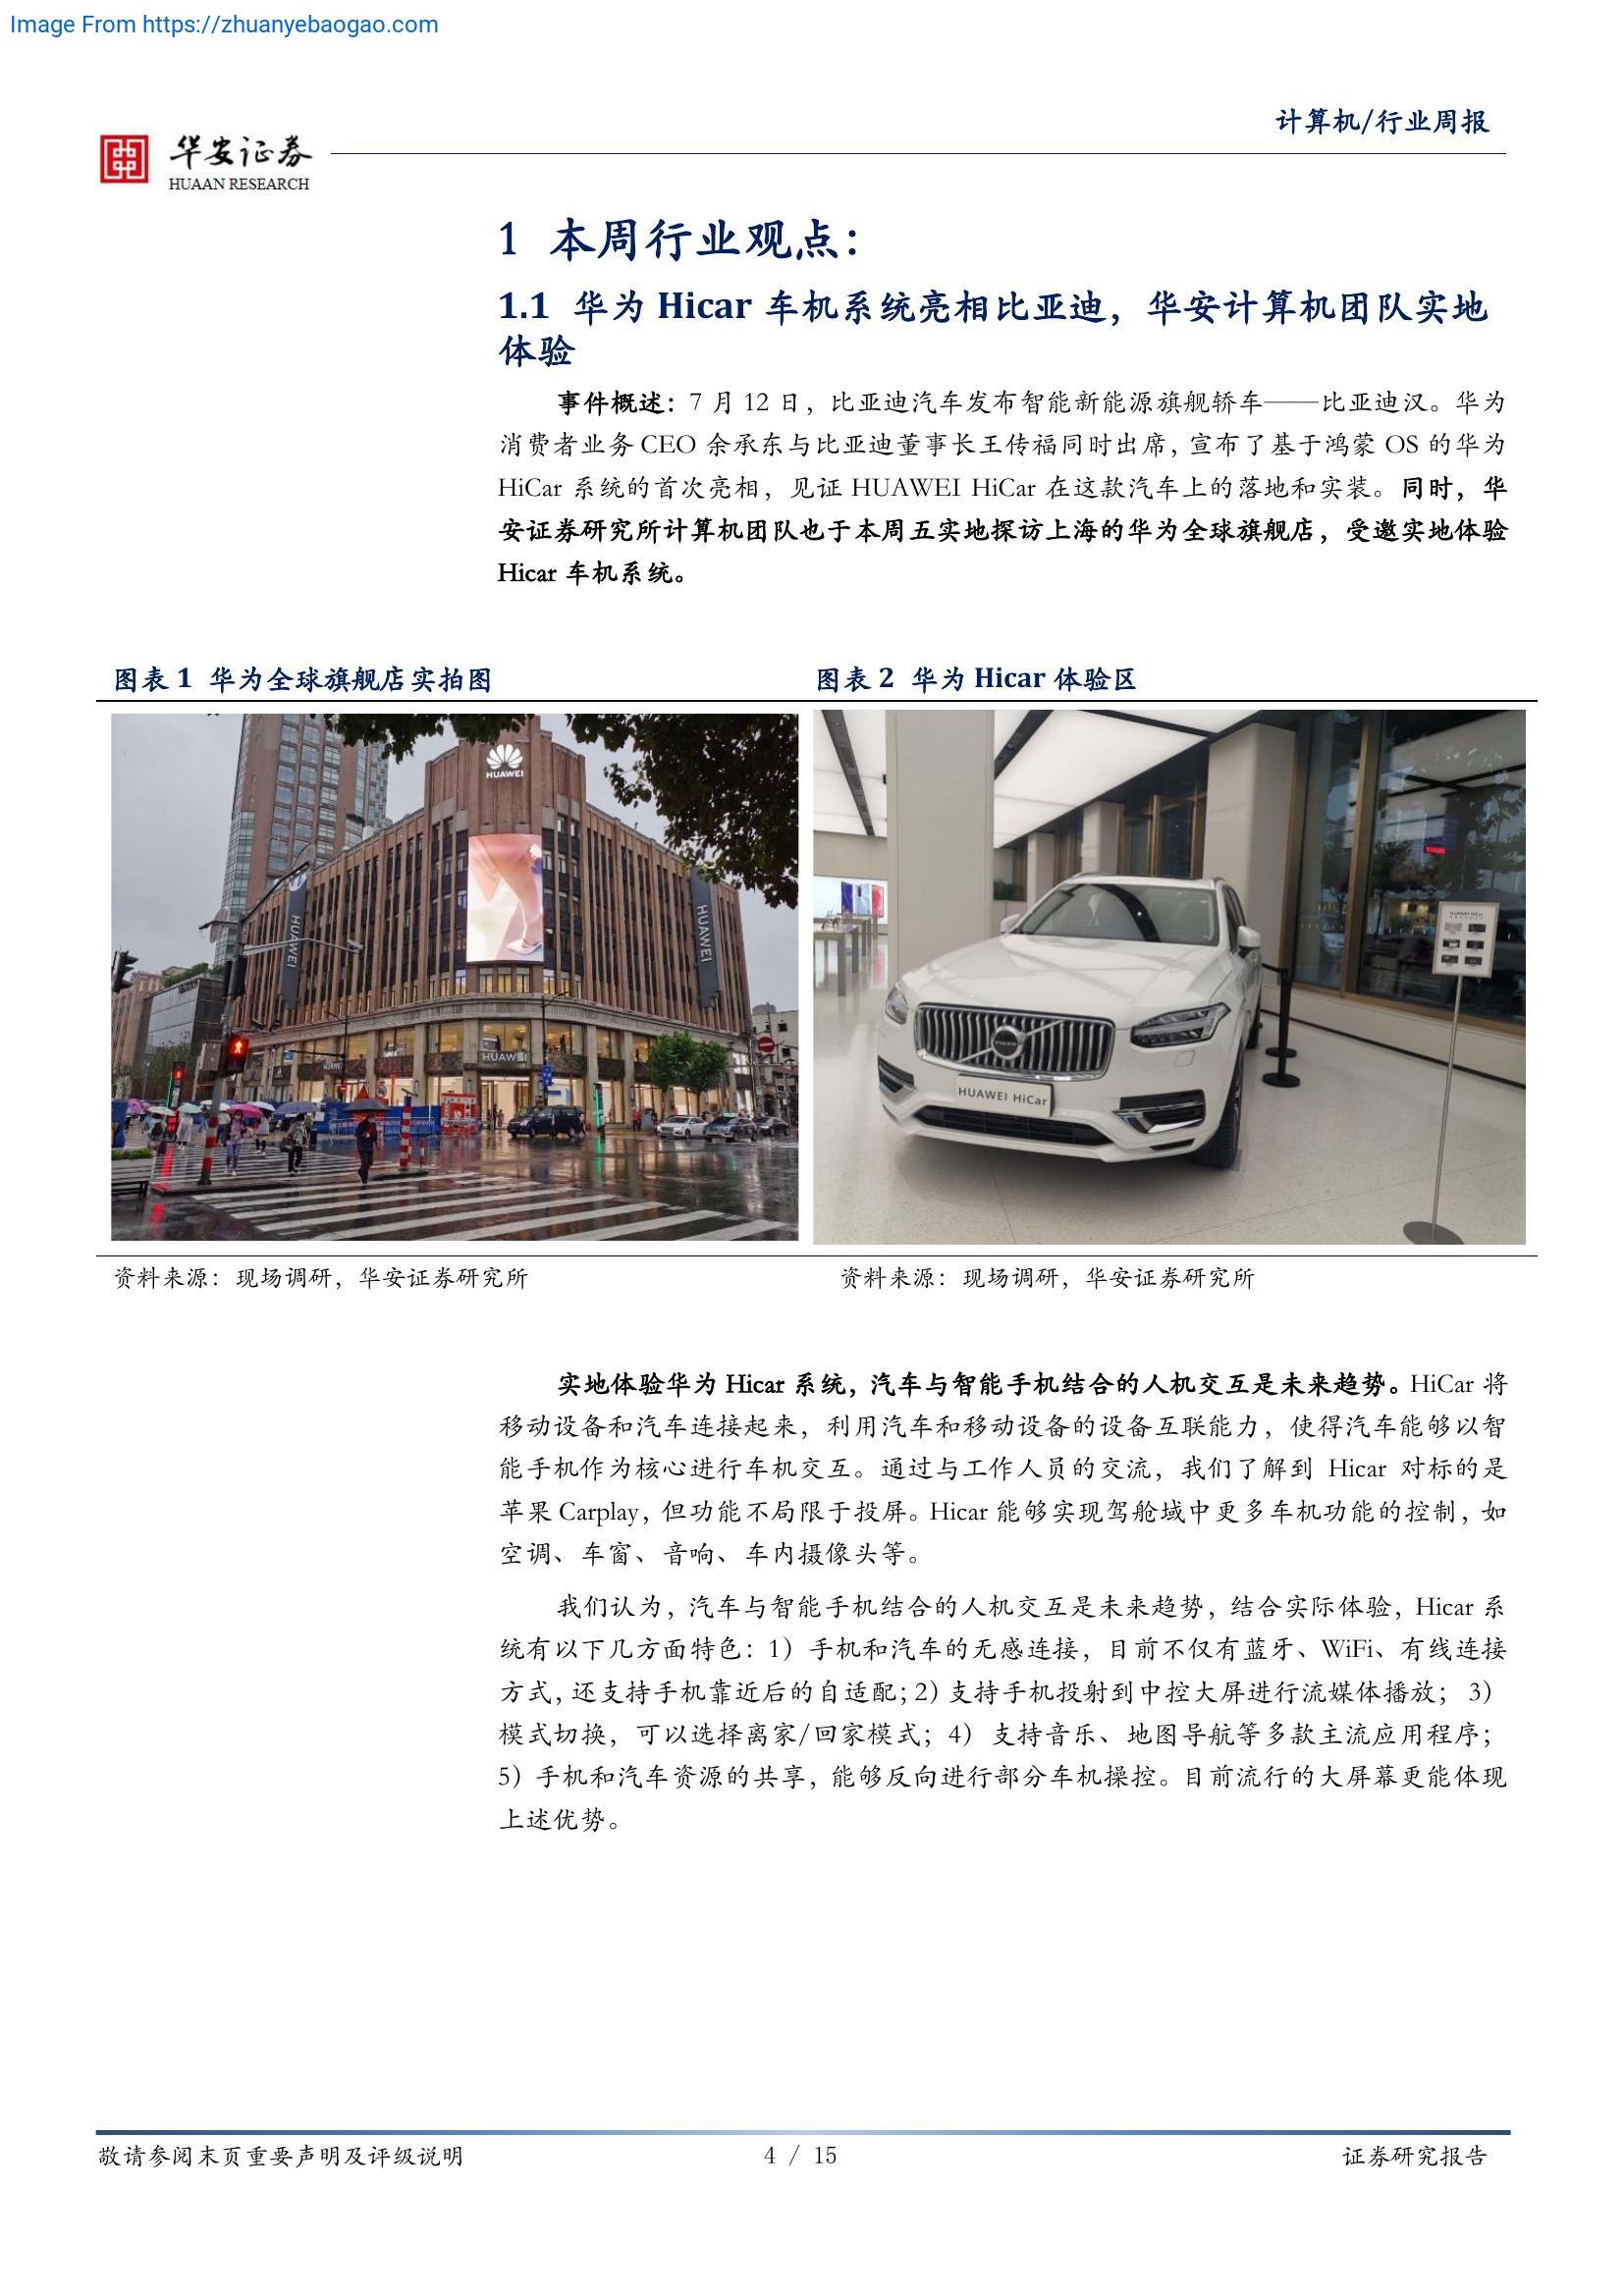 Image From https://zhuanyebaogao.com
计算机/行业周报
华安证券
HUAAN RESEARCH
1 本周行业观点：
1.1 华为 Hicar 车机系统亮相比亚迪，华安计算机团队实地
体验
事件概述：7 月 12 日，比亚迪汽车发布智能新能源旗舰轿车——比亚迪汉。华为
消费者业务 CEO 余承东与比亚迪董事长王传福同时出席，宣布了基于鸿蒙 OS 的华为
HiCar 系统的首次亮相，见证 HUAWEI HiCar 在这款汽车上的落地和实装。同时，华
安证券研究所计算机团队也于本周五实地探访上海的华为全球旗舰店，受邀实地体验
Hicar 车机系统。
图表 1 华为全球旗舰店实拍图
图表 2 华为 Hicar 体验区
HUAWEI
HUAWEI
HUAWEI
HUAWEI
HUAWEI HiCar
资料来源：现场调研，华安证券研究所
资料来源：现场调研，华安证券研究所
实地体验华为 Hicar 系统，汽车与智能手机结合的人机交互是未来趋势。HiCar 将
移动设备和汽车连接起来，利用汽车和移动设备的设备互联能力，使得汽车能够以智
能手机作为核心进行车机交互。通过与工作人员的交流，我们了解到 Hicar 对标的是
苹果 Carplay，但功能不局限于投屏。Hicar 能够实现驾舱域中更多车机功能的控制，如
空调、车窗、音响、车内摄像头等。
我们认为，汽车与智能手机结合的人机交互是未来趋势，结合实际体验，Hicar 系
统有以下几方面特色：1）手机和汽车的无感连接，目前不仅有蓝牙、WiFi、有线连接
方式，还支持手机靠近后的自适配；2）支持手机投射到中控大屏进行流媒体播放； 3）
模式切换，可以选择离家/回家模式；4）支持音乐、地图导航等多款主流应用程序；
5）手机和汽车资源的共享，能够反向进行部分车机操控。目前流行的大屏幕更能体现
上述优势。
敬请参阅末页重要声明及评级说明
4 / 15
证券研究报告